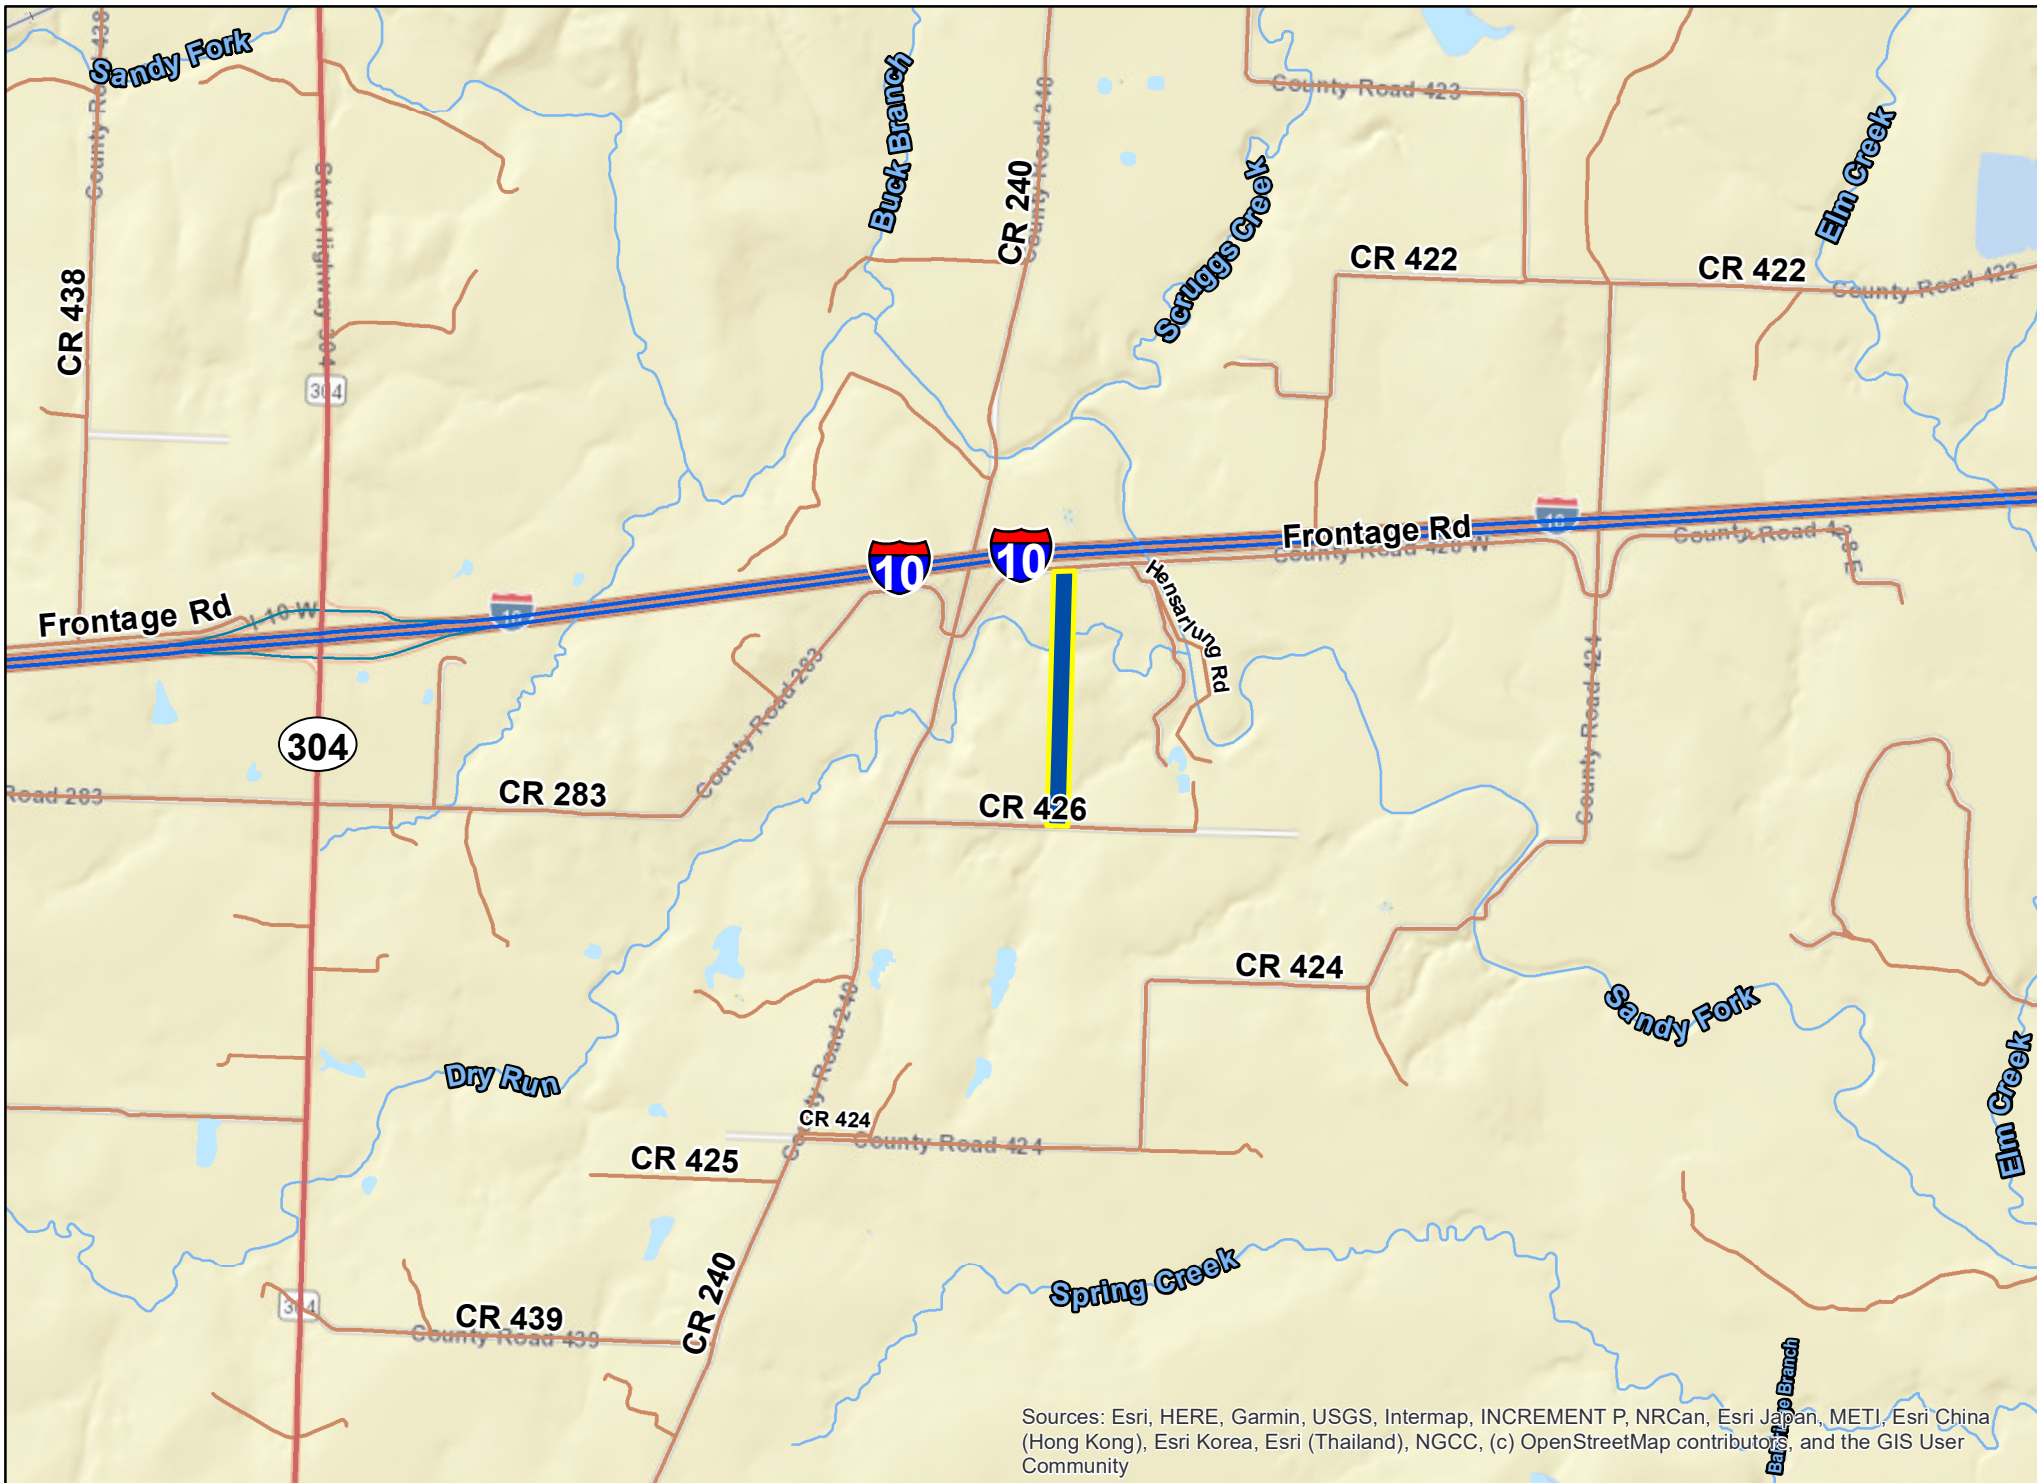 Sandy Fork
Buck Branch
CR 240
County Road 240
County Road 423
Scruggs Creek
Elm Creek
County Road 438
State Highway 304
CR 438
304
CR 422
CR 422
County Road 422
10
10
Frontage Rd
10
County Road 428 W
County Road 428 E
Frontage Rd
I-10 W
10
Hensarlung Rd
County Road 283
County Road 424
304
Road 283
CR 283
CR 426
CR 424
Sandy Fork
Elm Creek
Dry Run
County Road 240
CR 424
County Road 424
CR 425
CR 240
Spring Creek
304
CR 439
County Road 439
Sources: Esri, HERE, Garmin, USGS, Intermap, INCREMENT P, NRCan, Esri Japan, METI, Esri China
(Hong Kong), Esri Korea, Esri (Thailand), NGCC, (c) OpenStreetMap contributors, and the GIS User
Community
Branch